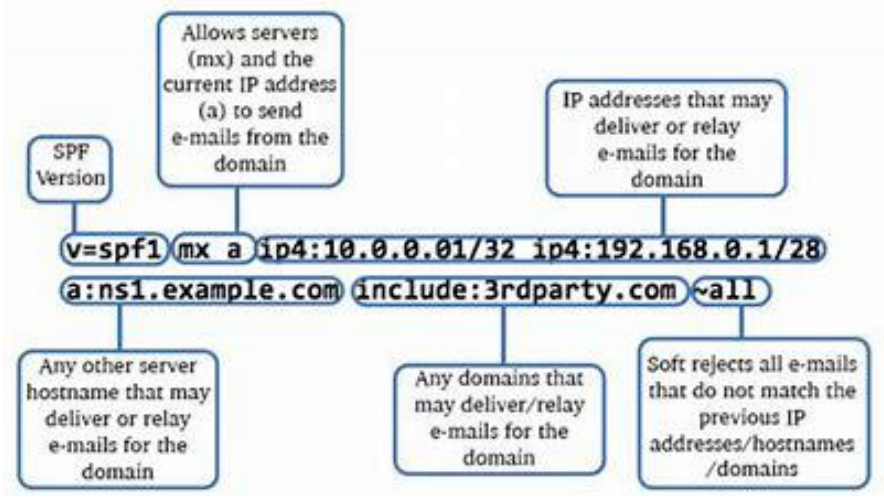 Allows servers
(mx) and the
current IP address
(a) to send
e-mails from the
domain
IP addresses that may
deliver or relay
e-mails for the
domain
SPF
Version
v=spf1 mx a ip4:10.0.0.01/32 ip4:192.168.0.1/28
a:ns1.example.com include:3rdparty.com ~all
Any other server
hostname that may
deliver or relay
e-mails for the
domain
Any domains that
may deliver/relay
e-mails for the
domain
Soft rejects all e-mails
that do not match the
previous IP
addresses/hostnames
/domains